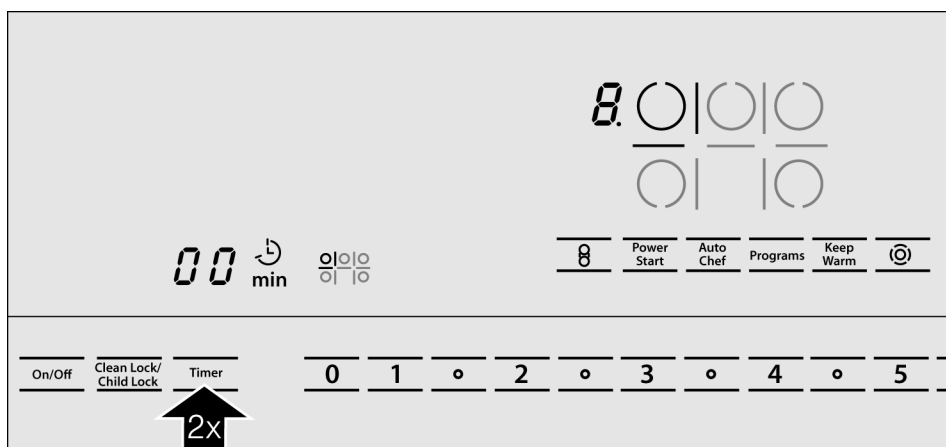 8.
Power Start
Auto Chef
Programs
Keep Warm
00 min
On/Off
Clean Lock/
Child Lock
Timer
0 1 2 3 4 5
2x